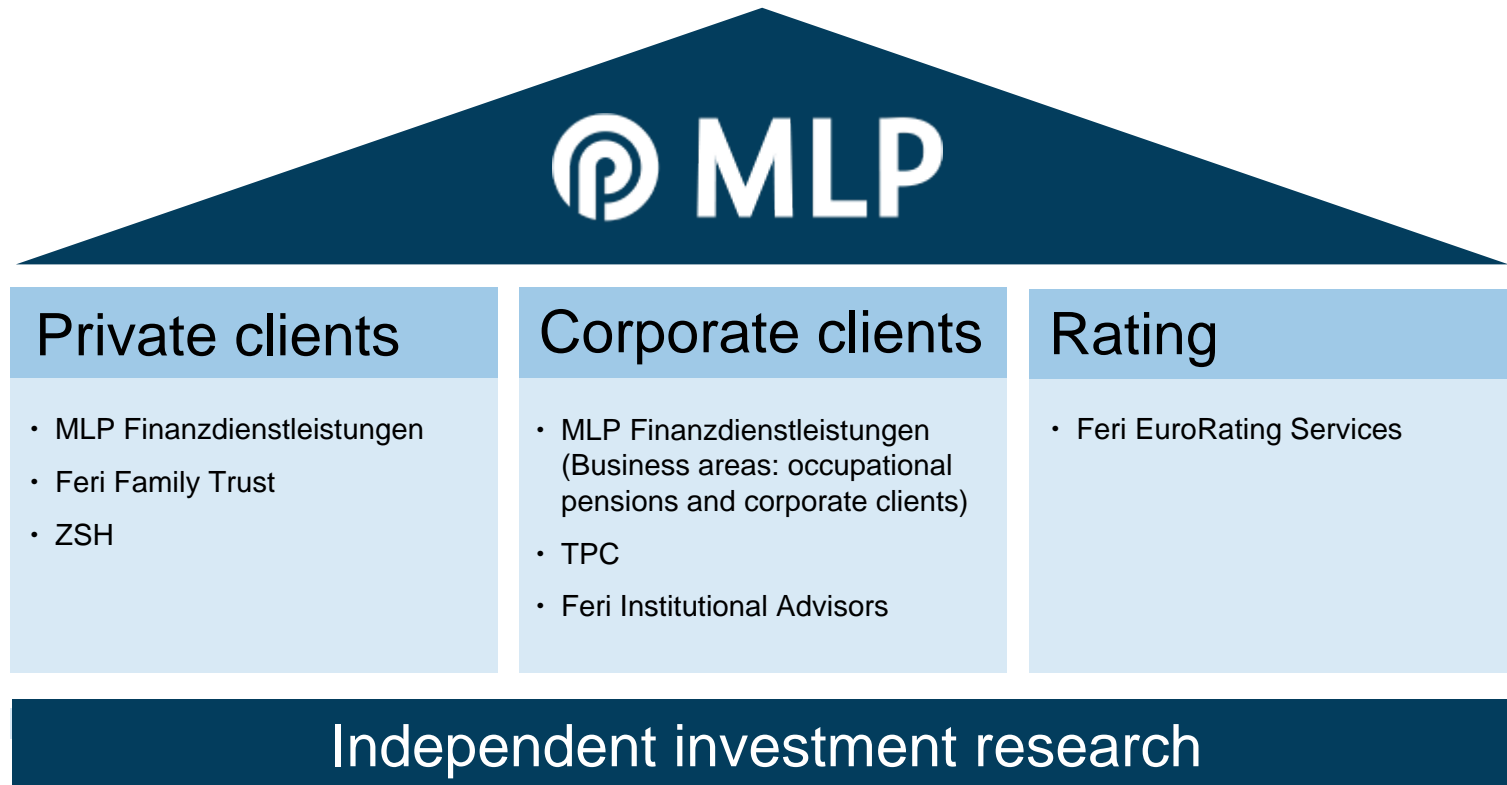 MLP
Private clients
· MLP Finanzdienstleistungen
· Feri Family Trust
· ZSH
Corporate clients
· MLP Finanzdienstleistungen
(Business areas: occupational
pensions and corporate clients)
· TPC
· Feri Institutional Advisors
Rating
· Feri EuroRating Services
Independent investment research